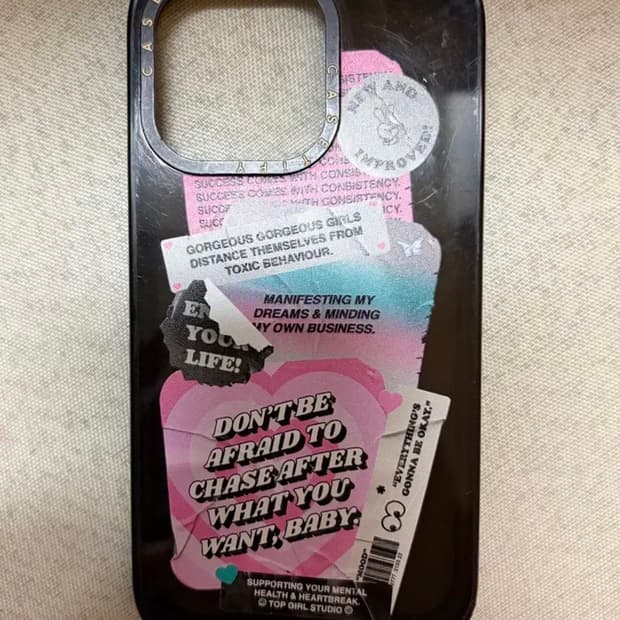 CASETIFY
NEW AND
IMPROVED!
SUCCESS COMES WITH CONSISTENCY.
SUCCESS COMES WITH CONSISTENCY.
SUCCESS COMES WITH CONSISTENCY.
GORGEOUS GORGEOUS GIRLS
DISTANCE THEMSELVES FROM
TOXIC BEHAVIOUR.
MANIFESTING MY
DREAMS & MINDING
MY OWN BUSINESS.
YOUR
LIFE!
DON'T BE
AFRAID TO
CHASE AFTER
WHAT YOU
WANT, BABY.
"EVERYTHING'S
GONNA BE OKAY."
"MOOD"
SUPPORTING YOUR MENTAL
HEALTH & HEARTBREAK.
TOP GIRL STUDIO